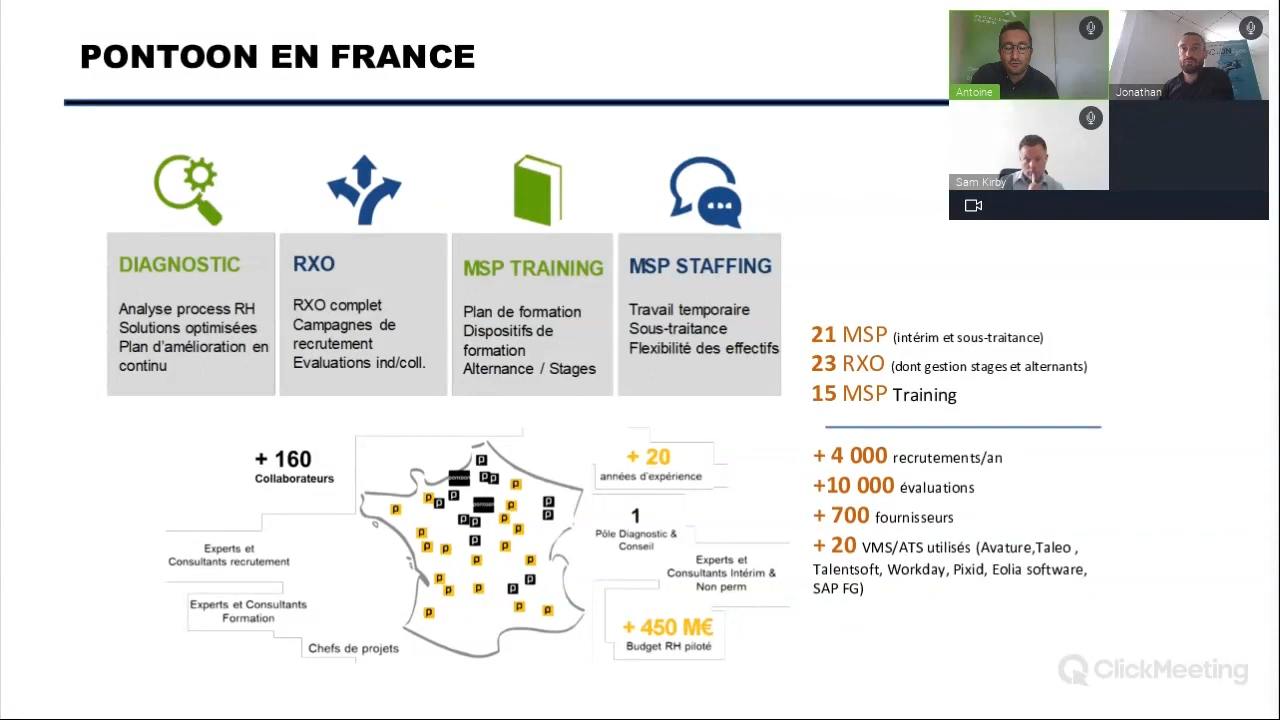 PONTOON EN FRANCE
Antoine
Jonathan
Sam Kirby
DIAGNOSTIC
Analyse process RH
Solutions optimisées
Plan d'amélioration en
continu
RXO
RXO complet
Campagnes de
recrutement
Evaluations ind/coll.
MSP TRAINING
Plan de formation
Dispositifs de
formation
Alternance / Stages
MSP STAFFING
Travail temporaire
Sous-traitance
Flexibilité des effectifs
21 MSP (intérim et sous-traitance)
23 RXO (dont gestion stages et alternants)
15 MSP Training
+ 4 000 recrutements/an
+10 000 évaluations
+ 700 fournisseurs
+ 20 VMS/ATS utilisés (Avature,Taleo ,
Talentsoft, Workday, Pixid, Eolia software,
SAP FG)
+ 160
Collaborateurs
Experts et
Consultants recrutement
Experts et Consultants
Formation
Chefs de projets
+ 20
années d'expérience
1
Pôle Diagnostic &
Conseil
Experts et
Consultants Intérim &
Non perm
+ 450 M€
Budget RH piloté
pontoon
pontoon
ClickMeeting